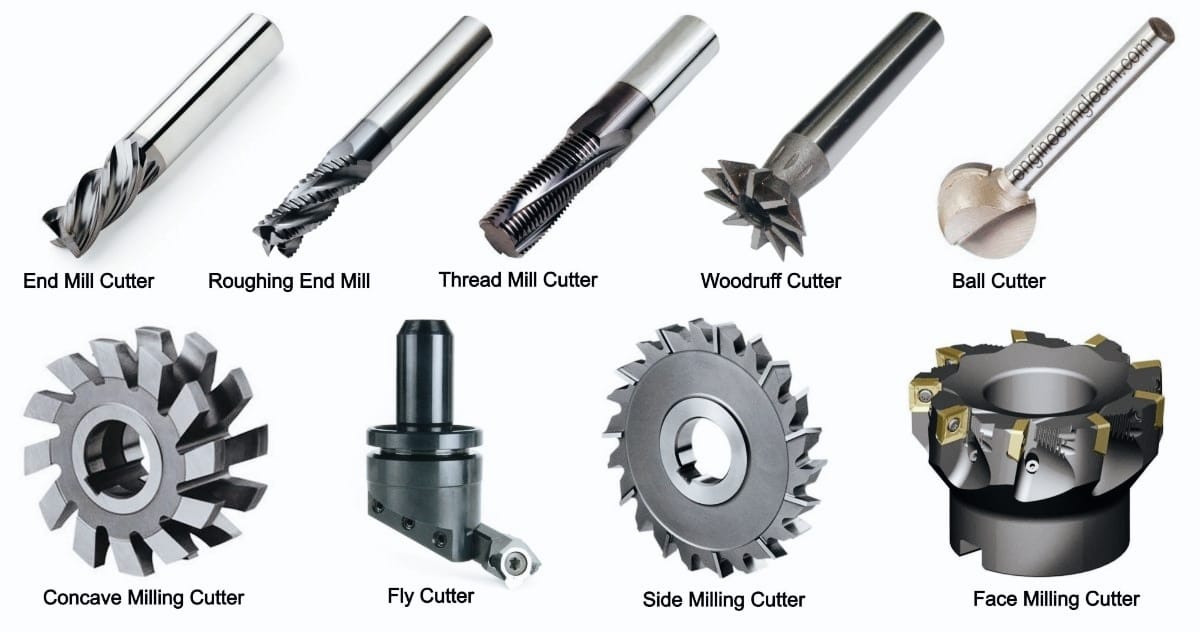 engineeringlearn.com
End Mill Cutter
Roughing End Mill
Thread Mill Cutter
Woodruff Cutter
Ball Cutter
Concave Milling Cutter
Fly Cutter
Side Milling Cutter
Face Milling Cutter